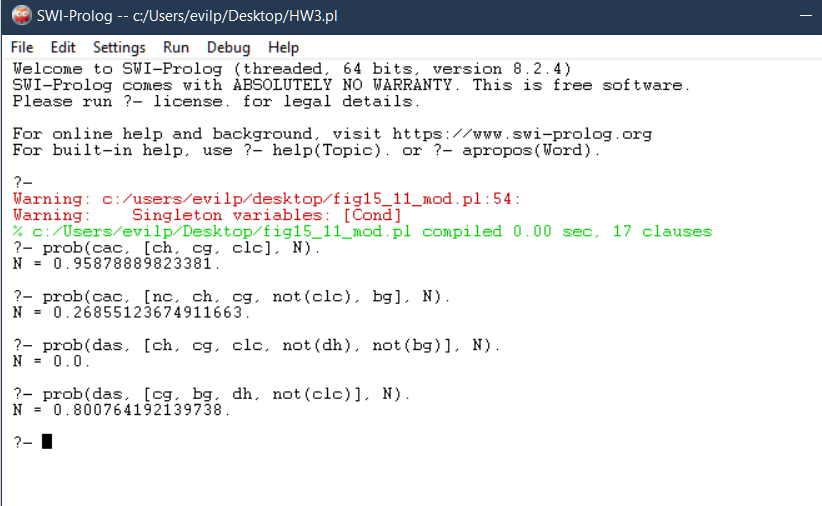 SWI-Prolog -- c:/Users/evilp/Desktop/HW3.pl
File Edit Settings Run Debug Help
Welcome to SWI-Prolog (threaded, 64 bits, version 8.2.4)
SWI-Prolog comes with ABSOLUTELY NO WARRANTY. This is free software.
Please run ?- license. for legal details.
For online help and background, visit https://www.swi-prolog.org
For built-in help, use ?- help(Topic). or ?- apropos(Word).
?-
Warning: c:/users/evilp/desktop/fig15_11_mod.pl:54:
Warning:    Singleton variables: [Cond]
% c:/Users/evilp/Desktop/fig15_11_mod.pl compiled 0.00 sec, 17 clauses
?- prob(cac, [ch, cg, clc], N).
N = 0.95878889823381.
?- prob(cac, [nc, ch, cg, not(clc), bg], N).
N = 0.26855123674911663.
?- prob(das, [ch, cg, clc, not(dh), not(bg)], N).
N = 0.0.
?- prob(das, [cg, bg, dh, not(clc)], N).
N = 0.800764192139738.
?-